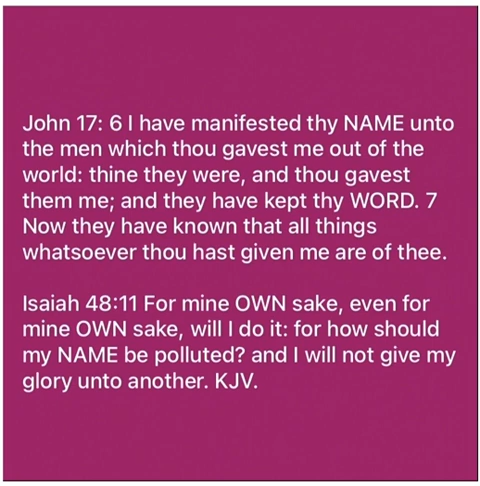 John 17: 6 I have manifested thy NAME unto
the men which thou gavest me out of the
world: thine they were, and thou gavest
them me; and they have kept thy WORD. 7
Now they have known that all things
whatsoever thou hast given me are of thee.
Isaiah 48:11 For mine OWN sake, even for
mine OWN sake, will I do it: for how should
my NAME be polluted? and I will not give my
glory unto another. KJV.